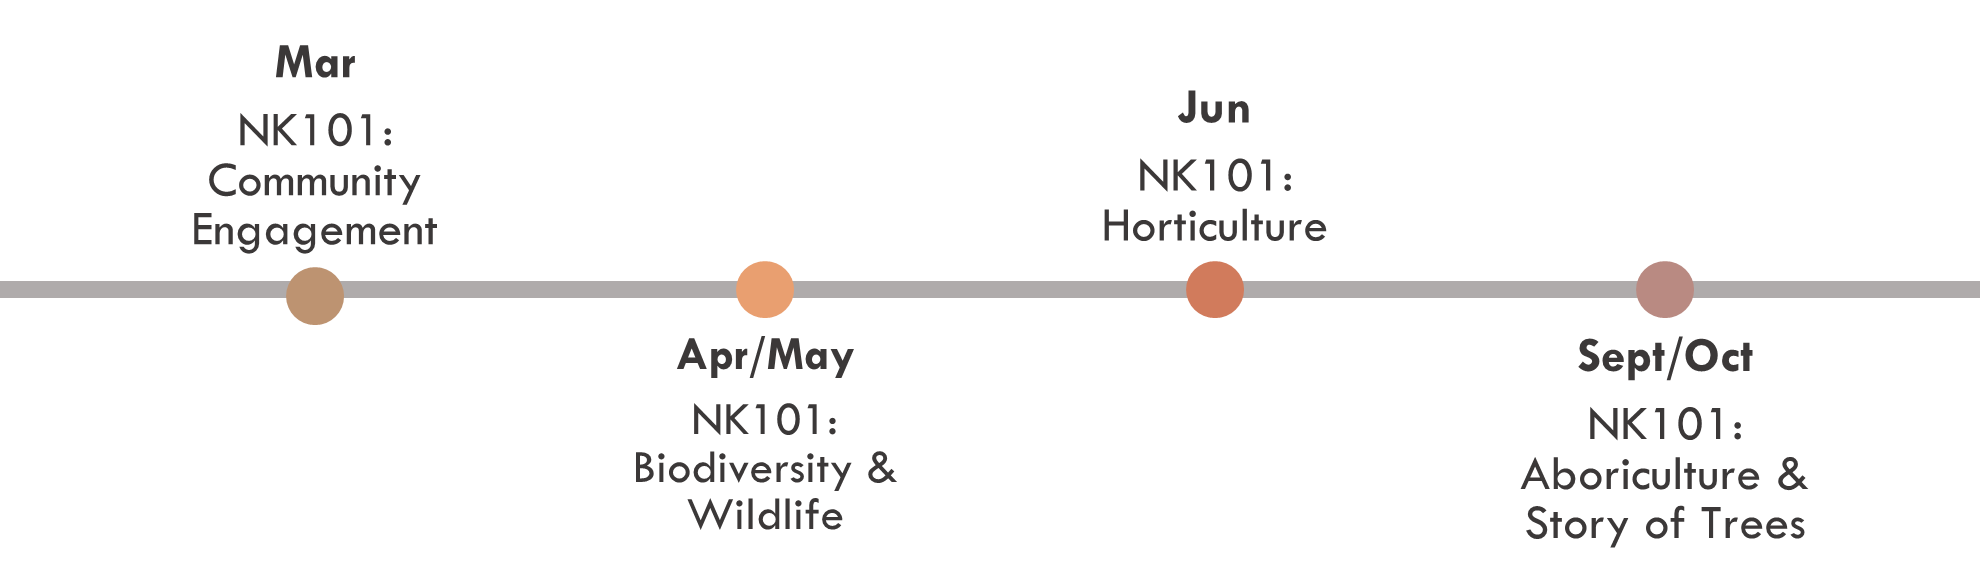 Mar
NK101:
Community
Engagement
Apr/May
NK101:
Biodiversity &
Wildlife
Jun
NK101:
Horticulture
Sept/Oct
NK101:
Aboriculture &
Story of Trees